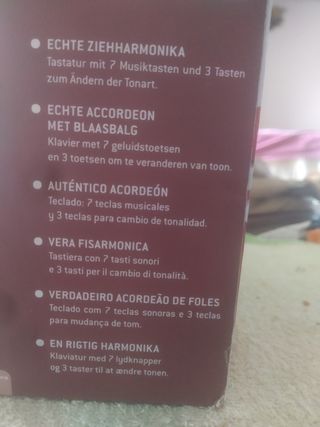 ECHTE ZIEHHARMONIKA
Tastatur mit 7 Musiktasten und 3 Tasten
zum Ändern der Tonart.
ECHTE ACCORDEON
MET BLAASBALG
Klavier met 7 geluidstoetsen
en 3 toetsen om te veranderen van toon.
AUTÉNTICO ACORDEÓN
Teclado: 7 teclas musicales
y 3 teclas para cambio de tonalidad.
VERA FISARMONICA
Tastiera con 7 tasti sonori
e 3 tasti per il cambio di tonalità.
VERDADEIRO ACORDEÃO DE FOLES
Teclado com 7 teclas sonoras e 3 teclas
para mudança de tom.
EN RIGTIG HARMONIKA
Klaviatur med 7 lydknapper
og 3 taster til at ændre tonen.